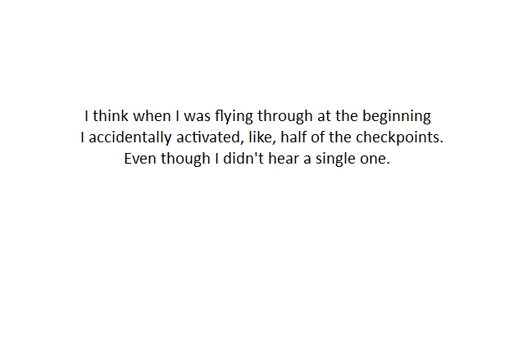 I think when I was flying through at the beginning
I accidentally activated, like, half of the checkpoints.
Even though I didn't hear a single one.